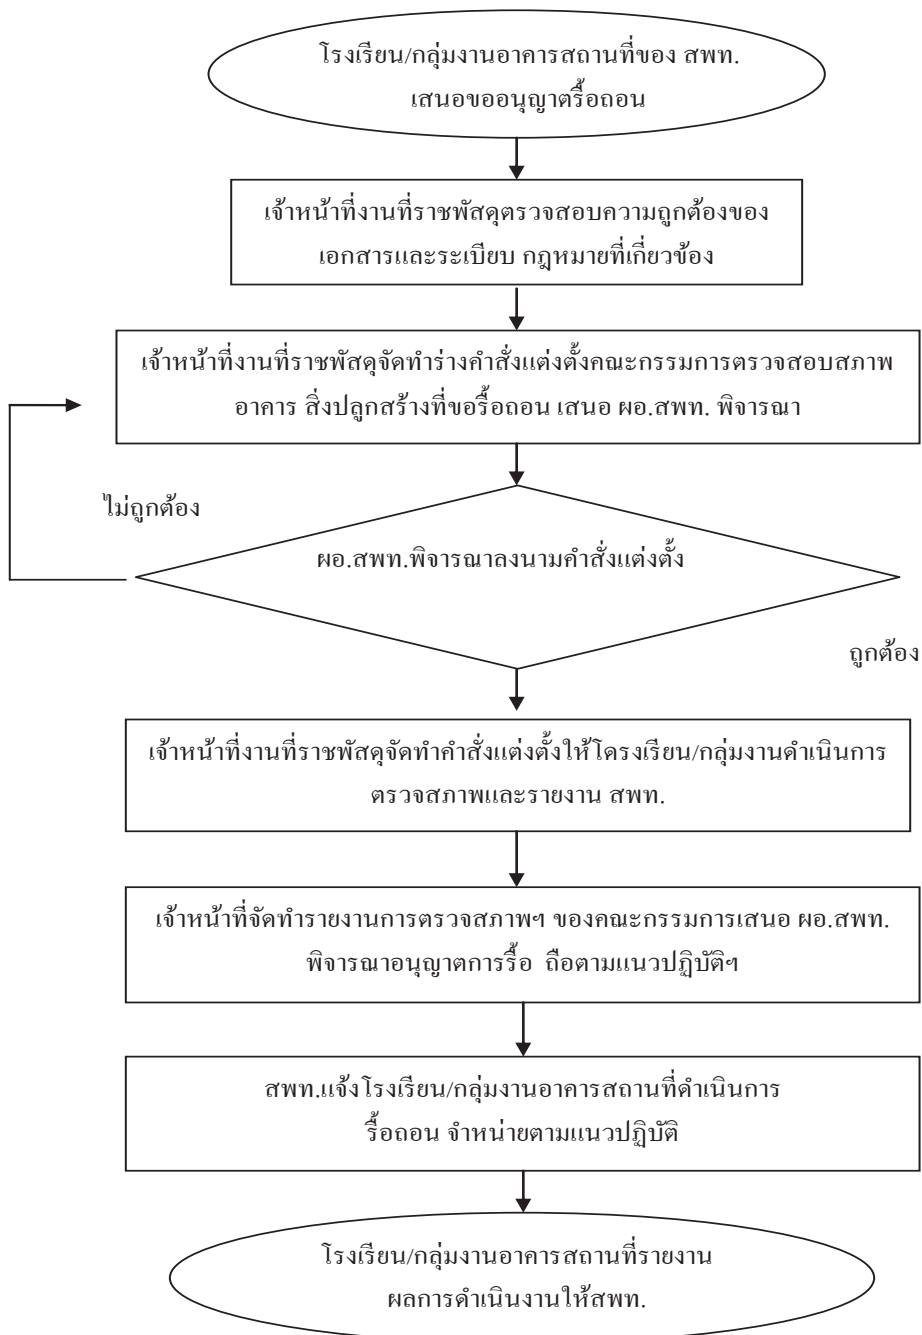 โรงเรียน/กลุ่มงานอาคารสถานที่ของ สพท.
เสนอขออนุญาตรื้อถอน
เจ้าหน้าที่งานที่ราชพัสดุตรวจสอบความถูกต้องของ
เอกสารและระเบียบ กฎหมายที่เกี่ยวข้อง
เจ้าหน้าที่งานที่ราชพัสดุจัดทำร่างคำสั่งแต่งตั้งคณะกรรมการตรวจสอบสภาพ
อาคาร สิ่งปลูกสร้างที่ขอรื้อถอน เสนอ ผอ.สพท. พิจารณา
ไม่ถูกต้อง
ผอ.สพท.พิจารณาลงนามคำสั่งแต่งตั้ง
ถูกต้อง
เจ้าหน้าที่งานที่ราชพัสดุจัดทำคำสั่งแต่งตั้งให้โดรงเรียน/กลุ่มงานดำเนินการ
ตรวจสภาพและรายงาน สพท.
เจ้าหน้าที่จัดทำรายงานการตรวจสภาพฯ ของคณะกรรมการเสนอ ผอ.สพท.
พิจารณาอนุญาตการรื้อ ถือตามแนวปฏิบัติฯ
สพท.แจ้งโรงเรียน/กลุ่มงานอาคารสถานที่ดำเนินการ
รื้อถอน จำหน่ายตามแนวปฏิบัติ
โรงเรียน/กลุ่มงานอาคารสถานที่รายงาน
ผลการดำเนินงานให้สพท.